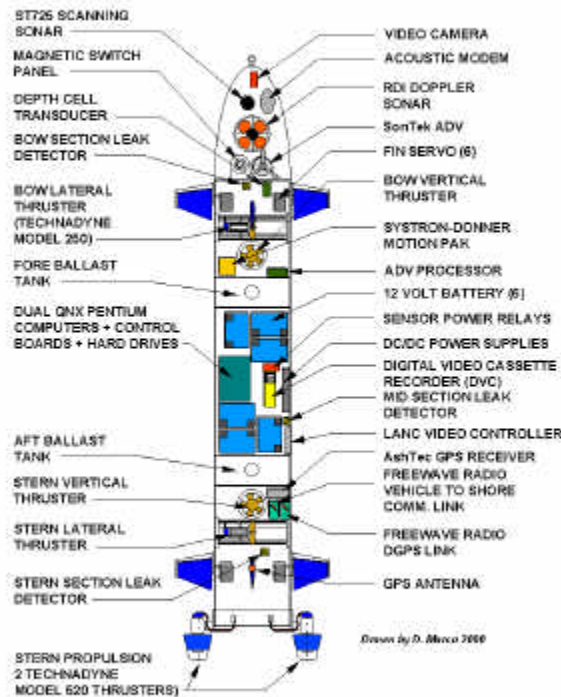 ST725 SCANNING
SONAR
MAGNETIC SWITCH
PANEL
DEPTH CELL
TRANSDUCER
BOW SECTION LEAK
DETECTOR
BOW LATERAL
THRUSTER
(TECHNADYNE
MODEL 250)
FORE BALLAST
TANK
DUAL QNX PENTIUM
COMPUTERS + CONTROL
BOARDS + HARD DRIVES
AFT BALLAST
TANK
STERN VERTICAL
THRUSTER
STERN LATERAL
THRUSTER
STERN SECTION LEAK
DETECTOR
STERN PROPULSION
2 TECHNADYNE
MODEL 520 THRUSTERS)
VIDEO CAMERA
ACOUSTIC MODEM
RDI DOPPLER
SONAR
SonTek ADV
FIN SERVO (6)
BOW VERTICAL
THRUSTER
SYSTRON-DONNER
MOTION PAK
ADV PROCESSOR
12 VOLT BATTERY (6)
SENSOR POWER RELAYS
DC/DC POWER SUPPLIES
DIGITAL VIDEO CASSETTE
RECORDER (DVC)
MID SECTION LEAK
DETECTOR
LANC VIDEO CONTROLLER
AshTec GPS RECEIVER
FREEWAVE RADIO
VEHICLE TO SHORE
COMM. LINK
FREEWAVE RADIO
DGPS LINK
GPS ANTENNA
Drawn by D. Marco 2000